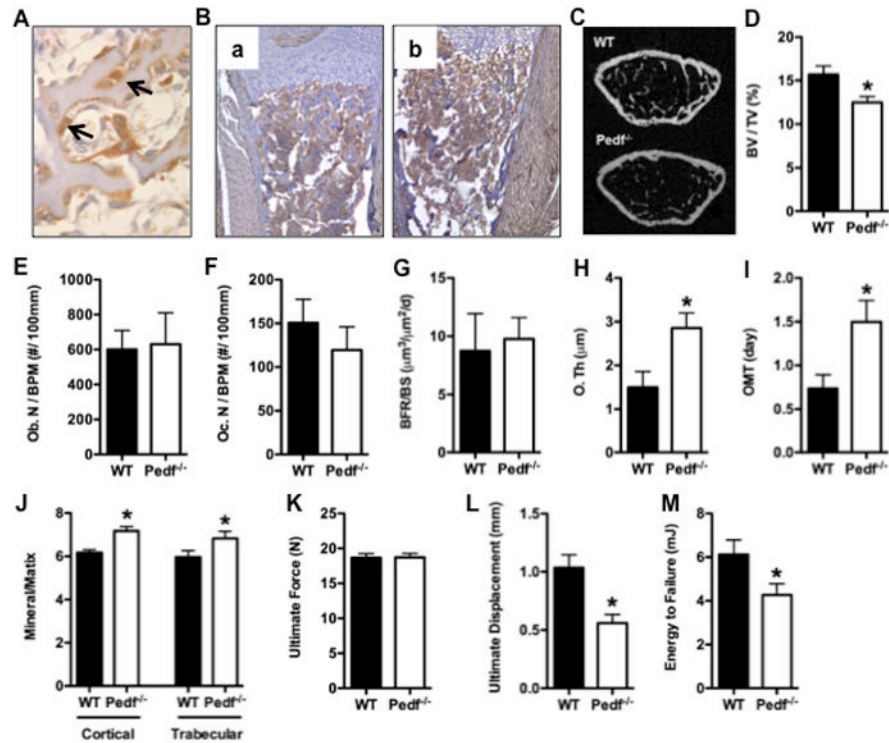 A
B
a
b
C
WT
Pedf-/-
D
BV / TV (%)
20
15
10
5
0
*
WT Pedf-/-
E
Ob. N / BPM (#/ 100mm)
1000
800
600
400
200
0
WT Pedf-/-
F
Oc. N / BPM (#/ 100mm)
200
150
100
50
0
WT Pedf-/-
G
BFR/BS (μm3/μm2/d)
15
10
5
0
WT Pedf-/-
H
O. Th (μm)
4
3
2
1
0
*
WT Pedf-/-
I
OMT (day)
2.0
1.5
1.0
0.5
0.0
*
WT Pedf-/-
J
Mineral/Matix
8
6
4
2
0
*
*
WT Pedf-/- WT Pedf-/-
Cortical Trabecular
K
Ultimate Force (N)
25
20
15
10
5
0
WT Pedf-/-
L
Ultimate Displacement (mm)
1.5
1.0
0.5
0.0
*
WT Pedf-/-
M
Energy to Failure (mJ)
8
6
4
2
0
*
WT Pedf-/-